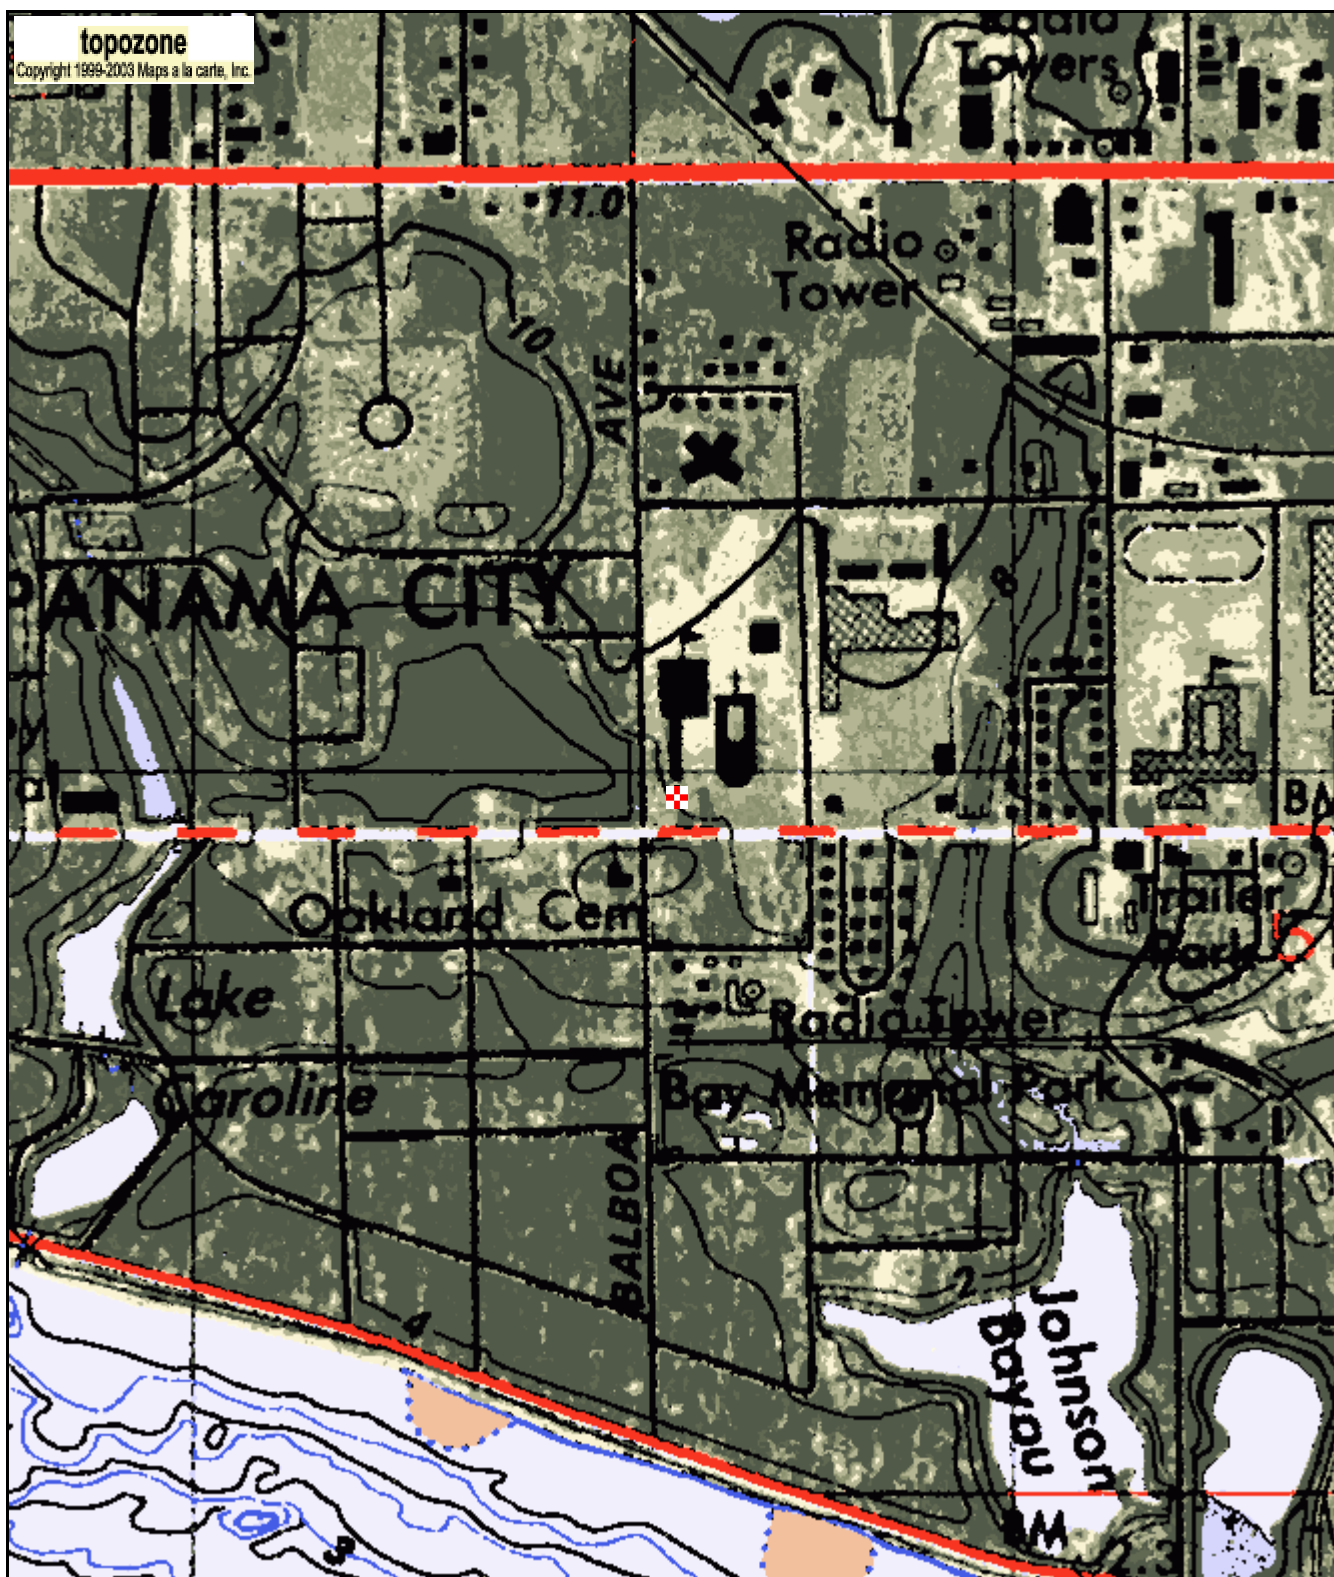 topozone
Copyright 1999-2003 Maps a la carte, Inc.
Radio
Towers
11.0
Radio
Tower
10
AVE
PANAMA CITY
8
Oakland Cem
Trailer
Park
Lake
Radio Tower
Caroline
Bay Memorial Park
BALBOA
2
4
Johnson
Bayou
BM
3